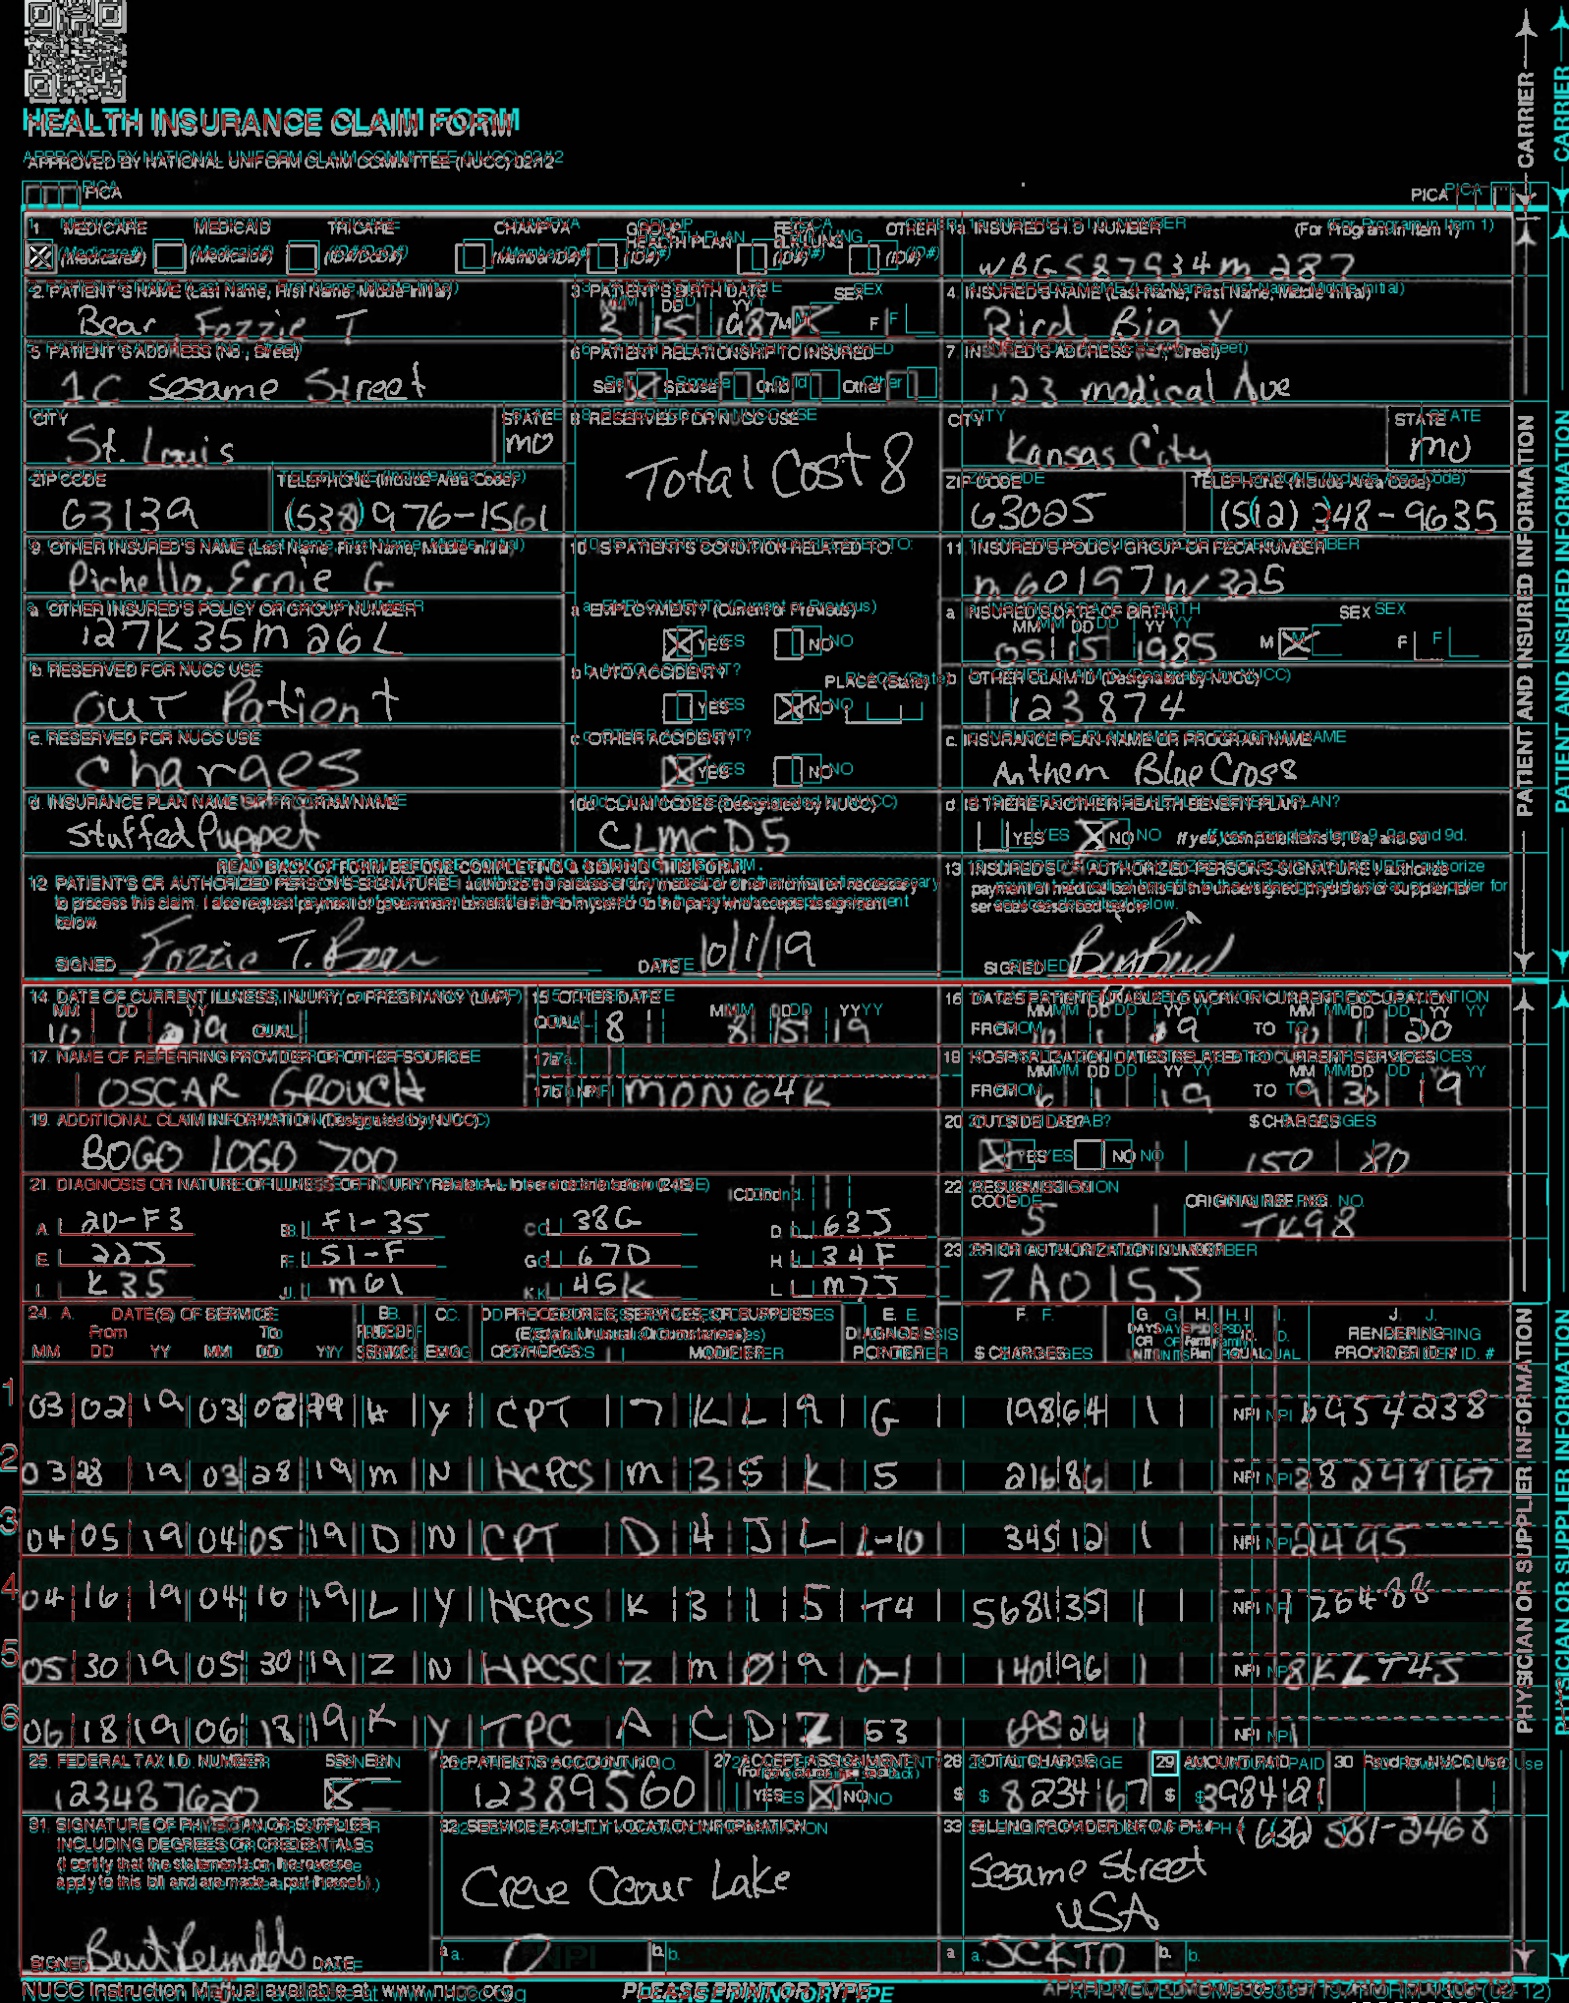 HEALTH INSURANCE CLAIM FORM
APPROVED BY NATIONAL UNIFORM CLAIM COMMITTEE (NUCC) 02/12
PICA
PICA
CARRIER
1. MEDICARE MEDICAID TRICARE CHAMPVA GROUP HEALTH PLAN FECA BLK LUNG OTHER
(Medicare#) (Medicaid#) (ID#/DoD#) (Member ID#) (ID#) (ID#) (ID#)
1a. INSURED'S I.D. NUMBER (For Program in Item 1)
WBG587934m287
2. PATIENT'S NAME (Last Name, First Name, Middle Initial)
Bear, Fozzie T
3. PATIENT'S BIRTH DATE SEX
MM DD YY
3 15 1987 M F
4. INSURED'S NAME (Last Name, First Name, Middle Initial)
Bird, Big Y
5. PATIENT'S ADDRESS (No., Street)
1C Sesame Street
6. PATIENT RELATIONSHIP TO INSURED
Self Spouse Child Other
7. INSURED'S ADDRESS (No., Street)
123 medical Ave
CITY STATE
St. Louis mo
8. RESERVED FOR NUCC USE
Total Cost 8
CITY STATE
Kansas City mo
ZIP CODE TELEPHONE (Include Area Code)
63139 (538) 976-1561
ZIP CODE TELEPHONE (Include Area Code)
63025 (512) 348-9635
9. OTHER INSURED'S NAME (Last Name, First Name, Middle Initial)
Pichello, Ernie G
10. IS PATIENT'S CONDITION RELATED TO:
11. INSURED'S POLICY GROUP OR FECA NUMBER
m60197W325
a. OTHER INSURED'S POLICY OR GROUP NUMBER
127K35m26L
a. EMPLOYMENT? (Current or Previous)
YES NO
a. INSURED'S DATE OF BIRTH SEX
MM DD YY
05 15 1985 M F
b. RESERVED FOR NUCC USE
Out Patient
b. AUTO ACCIDENT? PLACE (State)
YES NO
b. OTHER CLAIM ID (Designated by NUCC)
123874
c. RESERVED FOR NUCC USE
Charges
c. OTHER ACCIDENT?
YES NO
c. INSURANCE PLAN NAME OR PROGRAM NAME
Anthem Blue Cross
d. INSURANCE PLAN NAME OR PROGRAM NAME
Stuffed Puppet
10d. CLAIM CODES (Designated by NUCC)
CLMCD5
d. IS THERE ANOTHER HEALTH BENEFIT PLAN?
YES NO If yes, complete items 9, 9a, and 9d.
READ BACK OF FORM BEFORE COMPLETING & SIGNING THIS FORM.
12. PATIENT'S OR AUTHORIZED PERSON'S SIGNATURE I authorize the release of any medical or other information necessary
to process this claim. I also request payment of government benefits either to myself or to the party who accepts assignment
below.
SIGNED Fozzie T. Bear DATE 10/1/19
13. INSURED'S OR AUTHORIZED PERSON'S SIGNATURE I authorize
payment of medical benefits to the undersigned physician or supplier for
services described below.
SIGNED Big Bird
PATIENT AND INSURED INFORMATION
14. DATE OF CURRENT ILLNESS, INJURY, or PREGNANCY (LMP)
MM DD YY
10 1 2019 QUAL.
15. OTHER DATE
QUAL. 8 MM DD YY
8 15 19
16. DATES PATIENT UNABLE TO WORK IN CURRENT OCCUPATION
MM DD YY MM DD YY
FROM 10 1 19 TO 10 1 20
17. NAME OF REFERRING PROVIDER OR OTHER SOURCE
OSCAR GROUCH
17a.
17b. NPI MON64K
18. HOSPITALIZATION DATES RELATED TO CURRENT SERVICES
MM DD YY MM DD YY
FROM 6 1 19 TO 9 30 19
19. ADDITIONAL CLAIM INFORMATION (Designated by NUCC)
BOGO LOGO 700
20. OUTSIDE LAB? $ CHARGES
YES NO 150 80
21. DIAGNOSIS OR NATURE OF ILLNESS OR INJURY Relate A-L to service line below (24E) ICD Ind.
A. 2D-F3 B. F1-35 C. 38G D. 63J
E. 22J F. S1-F G. 67D H. 34F
I. K35 J. m61 K. 45K L. m7J
22. RESUBMISSION CODE ORIGINAL REF. NO.
5 TK98
23. PRIOR AUTHORIZATION NUMBER
ZA015J
24. A. DATE(S) OF SERVICE B. C. D. PROCEDURES, SERVICES, OR SUPPLIES E. F. G. H. I. J.
From To PLACE OF SERVICE EMG (Explain Unusual Circumstances) DIAGNOSIS POINTER $ CHARGES DAYS OR UNITS EPSDT Family Plan ID. QUAL. RENDERING PROVIDER ID. #
MM DD YY MM DD YY CPT/HCPCS MODIFIER
1 03 02 19 03 02 19 Y CPT 7 K L 9 G 198 64 1 NPI 6954238
2 03 28 19 03 28 19 m N HCPCS m 3 5 K 5 216 86 1 NPI 38247167
3 04 05 19 04 05 19 D N CPT D 4 J L L-10 345 12 1 NPI 2495
4 04 16 19 04 16 19 L Y HCPCS K 3 1 5 T4 5681 35 1 NPI 26488
5 05 30 19 05 30 19 Z N HPCSC Z m Ø 9 O-1 1401 96 1 NPI 8KLT45
6 06 18 19 06 18 19 K Y TPC A C D Z 53 26 NPI
25. FEDERAL TAX I.D. NUMBER SSN EIN
123487620
26. PATIENT'S ACCOUNT NO.
12389560
27. ACCEPT ASSIGNMENT?
(For govt. claims, see back)
YES NO
28. TOTAL CHARGE
$ 8234 67
29. AMOUNT PAID
$ 3984 21
30. Rsvd for NUCC Use
31. SIGNATURE OF PHYSICIAN OR SUPPLIER
INCLUDING DEGREES OR CREDENTIALS
(I certify that the statements on the reverse
apply to this bill and are made a part thereof.)
SIGNED Burt Reynolds DATE
32. SERVICE FACILITY LOCATION INFORMATION
Creve Ceour Lake
a. NPI b.
33. BILLING PROVIDER INFO & PH # (636) 581-2468
Sesame Street
USA
a. JCKTD b.
PHYSICIAN OR SUPPLIER INFORMATION
NUCC Instruction Manual available at: www.nucc.org
PLEASE PRINT OR TYPE
APPROVED OMB-0938-1197 FORM 1500 (02-12)